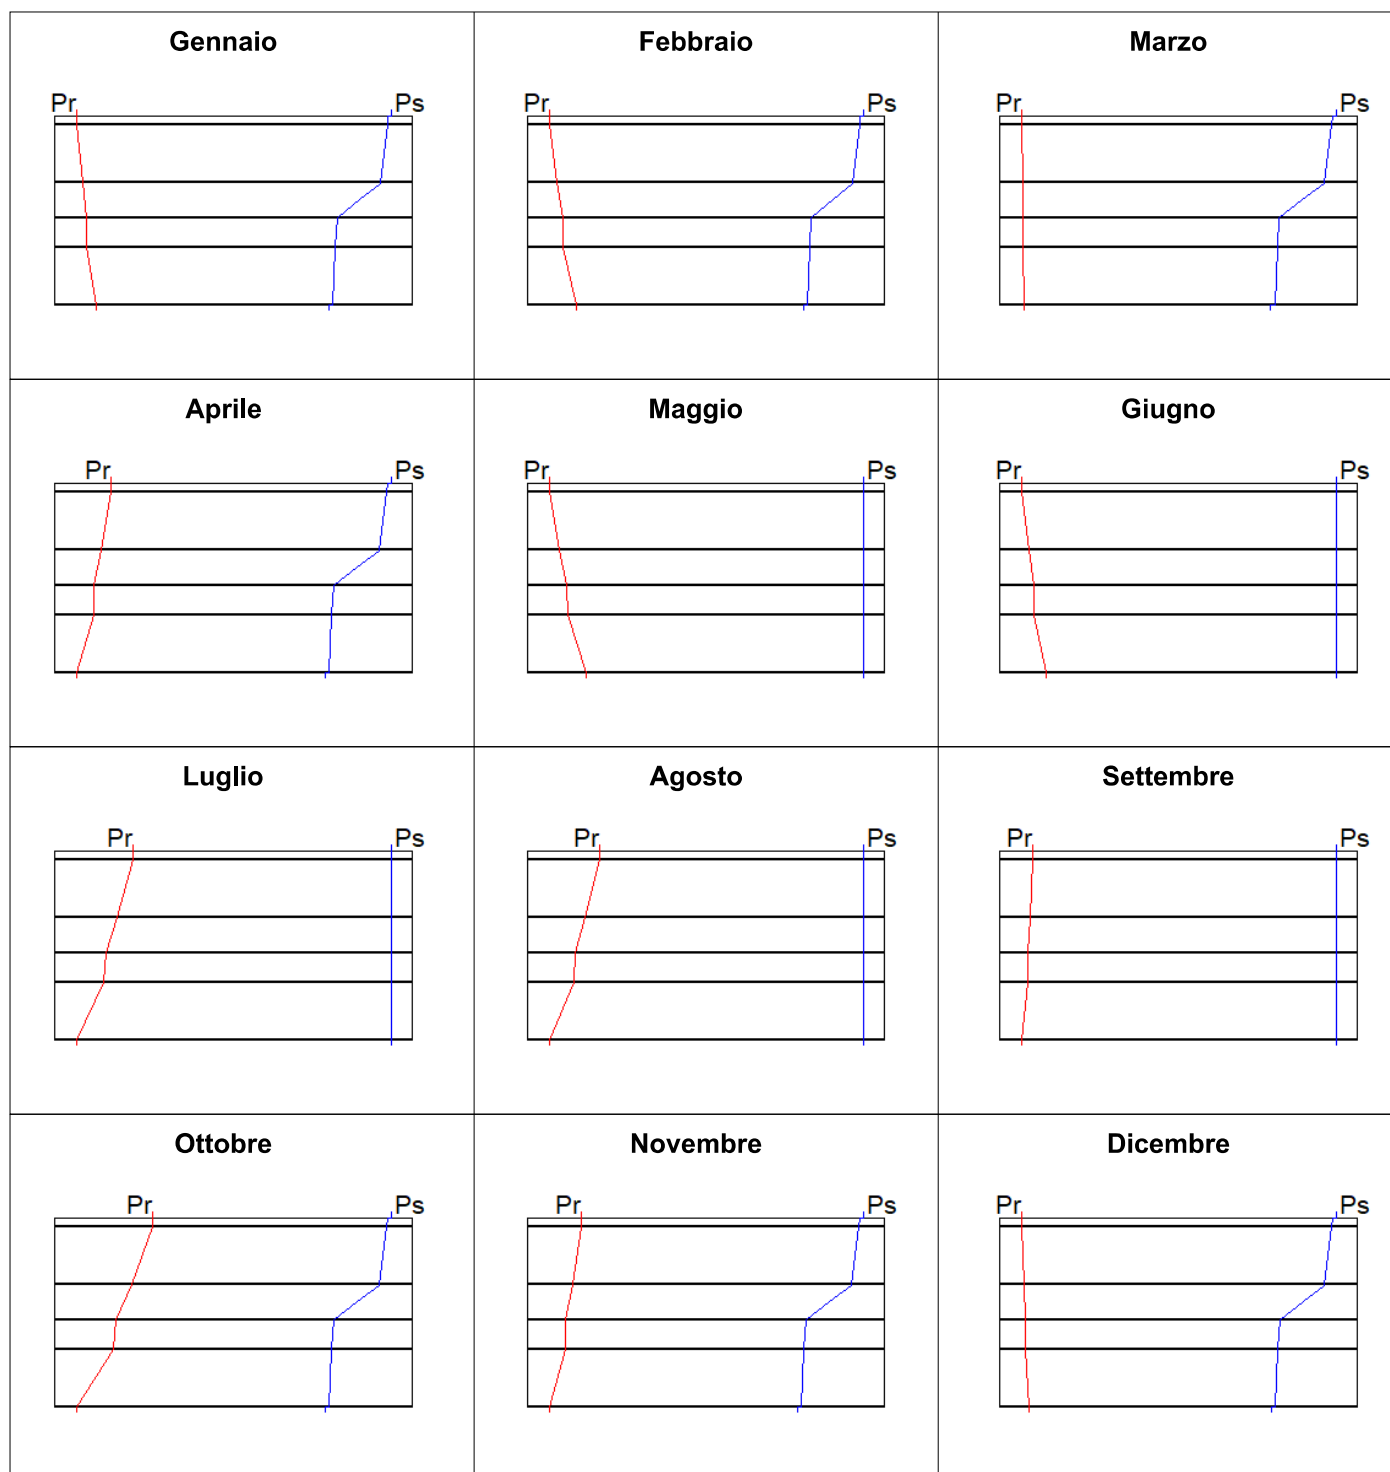 Gennaio Febbraio Marzo
Pr Ps Pr Ps Pr Ps
Aprile Maggio Giugno
Pr Ps Pr Ps Pr Ps
Luglio Agosto Settembre
Pr Ps Pr Ps Pr Ps
Ottobre Novembre Dicembre
Pr Ps Pr Ps Pr Ps